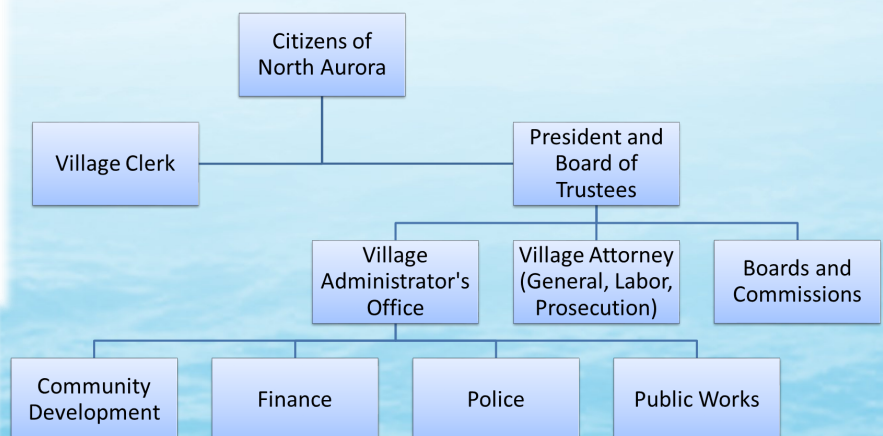 Citizens of
North Aurora
Village Clerk
President and
Board of
Trustees
Village
Administrator's
Office
Village Attorney
(General, Labor,
Prosecution)
Boards and
Commissions
Community
Development
Finance
Police
Public Works